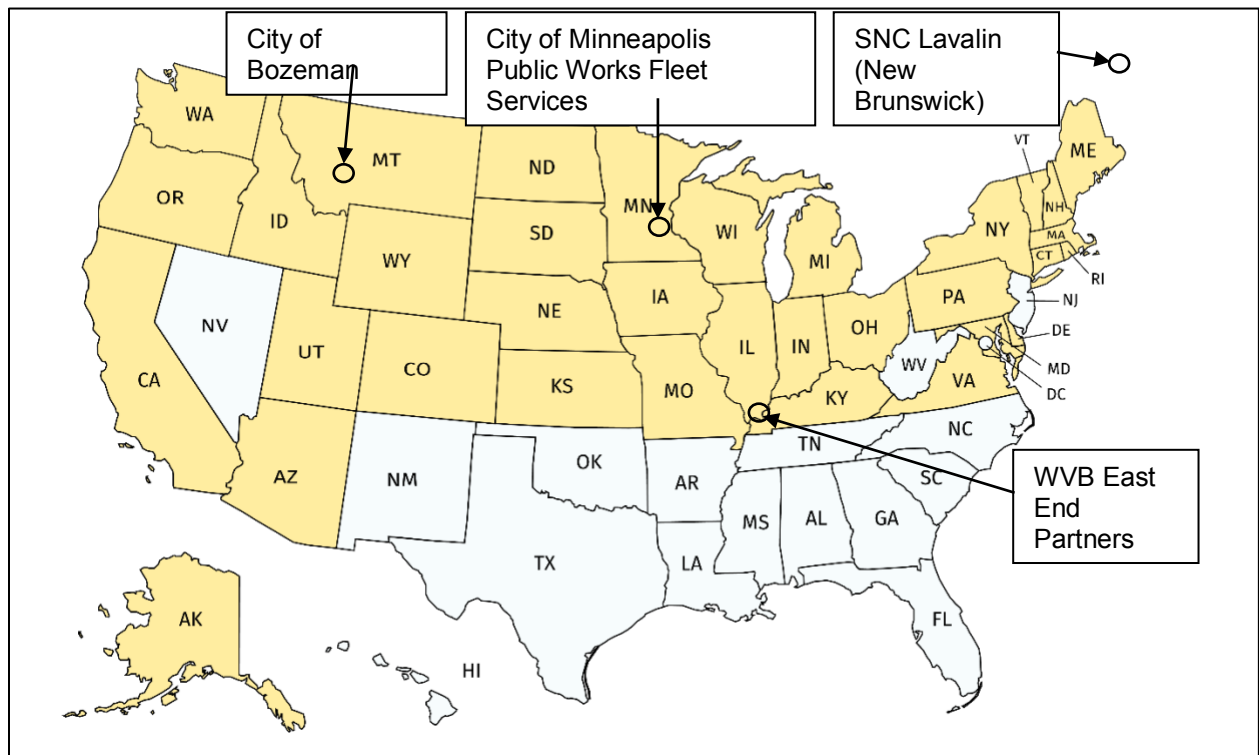 City of
Bozeman
City of Minneapolis
Public Works Fleet
Services
SNC Lavalin
(New
Brunswick)
WA
MT
ND
MN
VT
ME
OR
ID
SD
WI
NH
NY
MA
WY
MI
CT
RI
IA
PA
NJ
NE
NV
OH
DE
UT
IL
IN
CO
MD
CA
KS
MO
WV
VA
KY
DC
NC
TN
OK
AZ
NM
AR
SC
WVB East
End
Partners
MS
AL
GA
TX
LA
AK
FL
HI